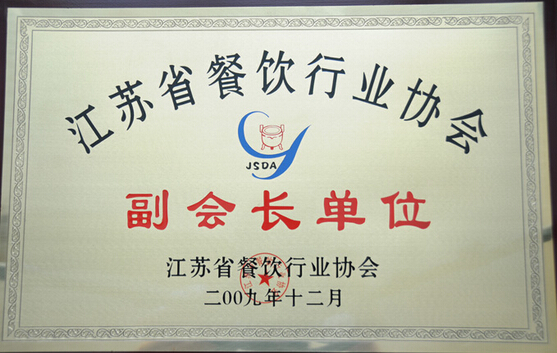 江苏省餐饮行业协会
JSDA
副会长单位
江苏省餐饮行业协会
二00九年十二月